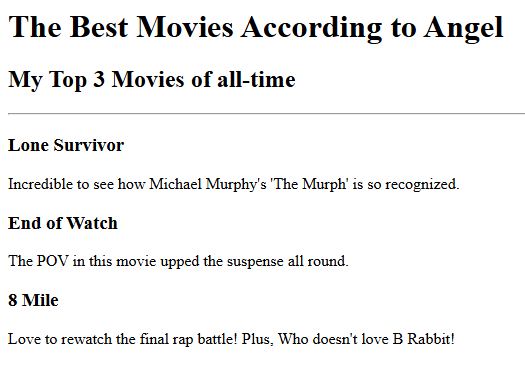 The Best Movies According to Angel
My Top 3 Movies of all-time
Lone Survivor
Incredible to see how Michael Murphy's 'The Murph' is so recognized.
End of Watch
The POV in this movie upped the suspense all round.
8 Mile
Love to rewatch the final rap battle! Plus, Who doesn't love B Rabbit!